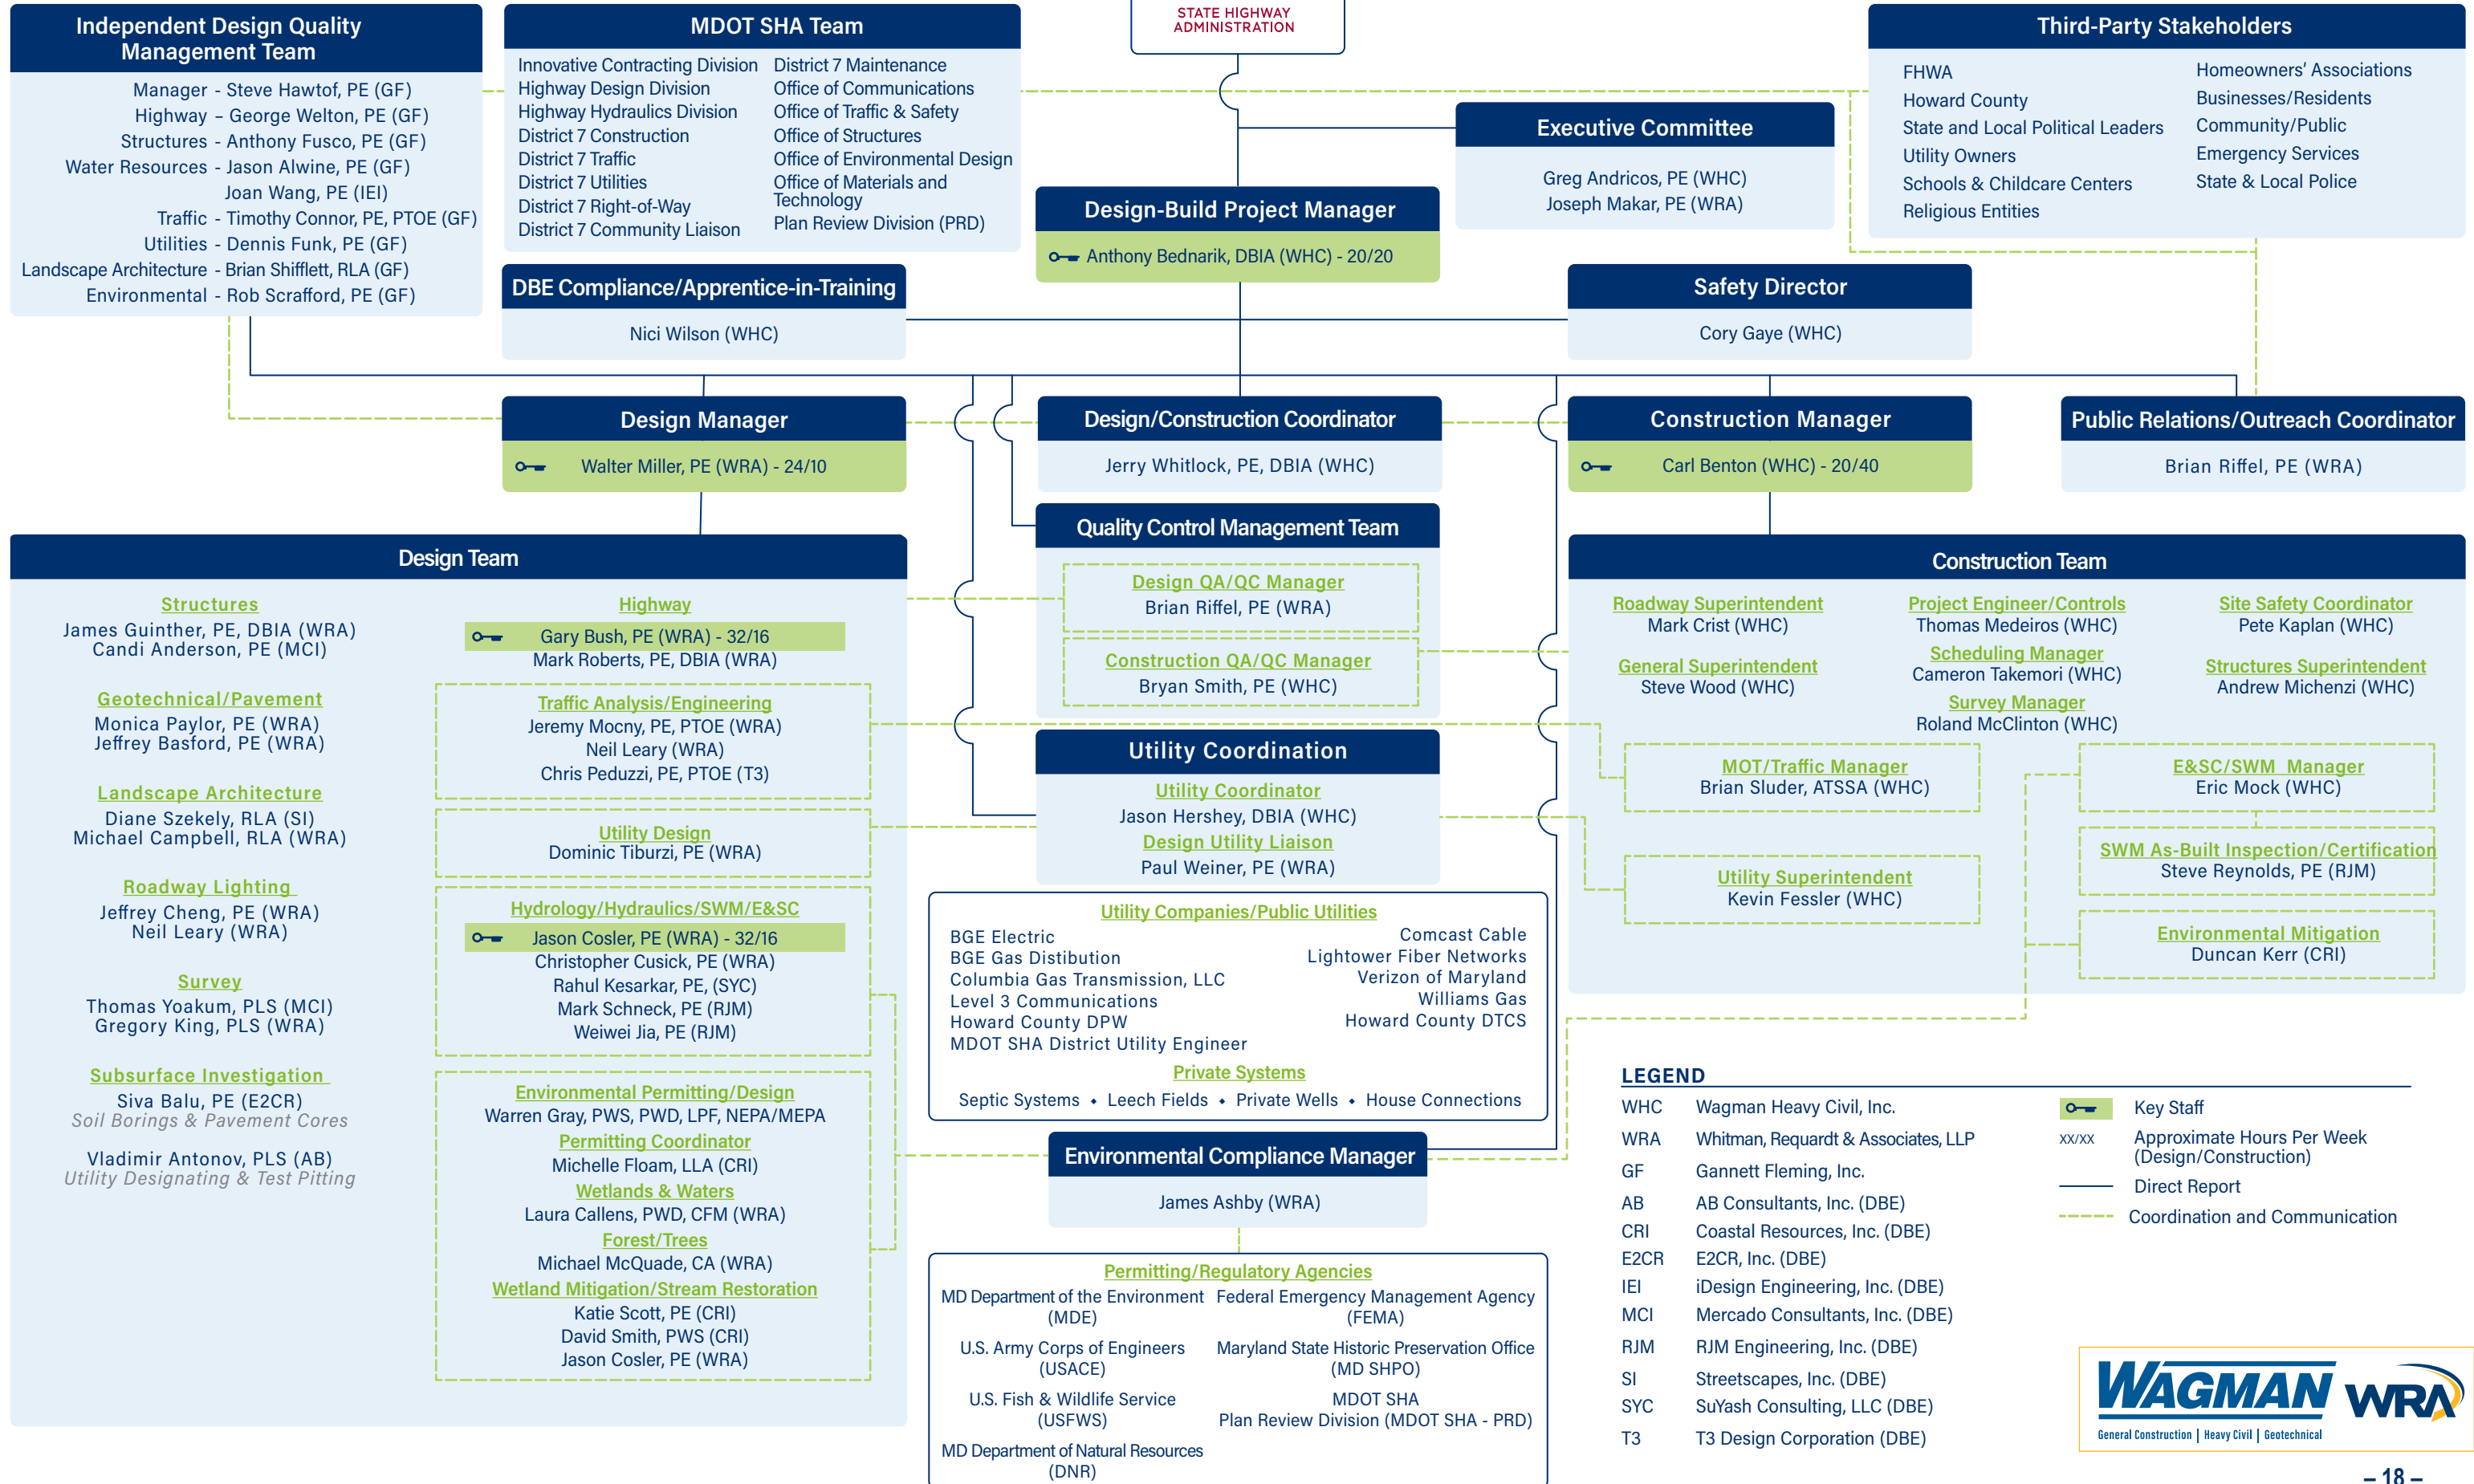 STATE HIGHWAY
ADMINISTRATION
Independent Design Quality
Management Team
Manager - Steve Hawtof, PE (GF)
Highway – George Welton, PE (GF)
Structures - Anthony Fusco, PE (GF)
Water Resources - Jason Alwine, PE (GF)
Joan Wang, PE (IEI)
Traffic - Timothy Connor, PE, PTOE (GF)
Utilities - Dennis Funk, PE (GF)
Landscape Architecture - Brian Shifflett, RLA (GF)
Environmental - Rob Scrafford, PE (GF)
MDOT SHA Team
Innovative Contracting Division
Highway Design Division
Highway Hydraulics Division
District 7 Construction
District 7 Traffic
District 7 Utilities
District 7 Right-of-Way
District 7 Community Liaison
District 7 Maintenance
Office of Communications
Office of Traffic & Safety
Office of Structures
Office of Environmental Design
Office of Materials and
Technology
Plan Review Division (PRD)
Executive Committee
Greg Andricos, PE (WHC)
Joseph Makar, PE (WRA)
Third-Party Stakeholders
FHWA
Howard County
State and Local Political Leaders
Utility Owners
Schools & Childcare Centers
Religious Entities
Homeowners’ Associations
Businesses/Residents
Community/Public
Emergency Services
State & Local Police
Design-Build Project Manager
Anthony Bednarik, DBIA (WHC) - 20/20
DBE Compliance/Apprentice-in-Training
Nici Wilson (WHC)
Safety Director
Cory Gaye (WHC)
Design Manager
Walter Miller, PE (WRA) - 24/10
Design/Construction Coordinator
Jerry Whitlock, PE, DBIA (WHC)
Construction Manager
Carl Benton (WHC) - 20/40
Public Relations/Outreach Coordinator
Brian Riffel, PE (WRA)
Design Team
Structures
James Guinther, PE, DBIA (WRA)
Candi Anderson, PE (MCI)
Geotechnical/Pavement
Monica Paylor, PE (WRA)
Jeffrey Basford, PE (WRA)
Landscape Architecture
Diane Szekely, RLA (SI)
Michael Campbell, RLA (WRA)
Roadway Lighting
Jeffrey Cheng, PE (WRA)
Neil Leary (WRA)
Survey
Thomas Yoakum, PLS (MCI)
Gregory King, PLS (WRA)
Subsurface Investigation
Siva Balu, PE (E2CR)
Soil Borings & Pavement Cores
Vladimir Antonov, PLS (AB)
Utility Designating & Test Pitting
Highway
Gary Bush, PE (WRA) - 32/16
Mark Roberts, PE, DBIA (WRA)
Traffic Analysis/Engineering
Jeremy Mocny, PE, PTOE (WRA)
Neil Leary (WRA)
Chris Peduzzi, PE, PTOE (T3)
Utility Design
Dominic Tiburzi, PE (WRA)
Hydrology/Hydraulics/SWM/E&SC
Jason Cosler, PE (WRA) - 32/16
Christopher Cusick, PE (WRA)
Rahul Kesarkar, PE, (SYC)
Mark Schneck, PE (RJM)
Weiwei Jia, PE (RJM)
Environmental Permitting/Design
Warren Gray, PWS, PWD, LPF, NEPA/MEPA
Permitting Coordinator
Michelle Floam, LLA (CRI)
Wetlands & Waters
Laura Callens, PWD, CFM (WRA)
Forest/Trees
Michael McQuade, CA (WRA)
Wetland Mitigation/Stream Restoration
Katie Scott, PE (CRI)
David Smith, PWS (CRI)
Jason Cosler, PE (WRA)
Quality Control Management Team
Design QA/QC Manager
Brian Riffel, PE (WRA)
Construction QA/QC Manager
Bryan Smith, PE (WHC)
Utility Coordination
Utility Coordinator
Jason Hershey, DBIA (WHC)
Design Utility Liaison
Paul Weiner, PE (WRA)
Utility Companies/Public Utilities
BGE Electric
BGE Gas Distibution
Columbia Gas Transmission, LLC
Level 3 Communications
Howard County DPW
MDOT SHA District Utility Engineer
Comcast Cable
Lightower Fiber Networks
Verizon of Maryland
Williams Gas
Howard County DTCS
Private Systems
Septic Systems ⬩ Leech Fields ⬩ Private Wells ⬩ House Connections
Environmental Compliance Manager
James Ashby (WRA)
Permitting/Regulatory Agencies
MD Department of the Environment
(MDE)
U.S. Army Corps of Engineers
(USACE)
U.S. Fish & Wildlife Service
(USFWS)
MD Department of Natural Resources
(DNR)
Federal Emergency Management Agency
(FEMA)
Maryland State Historic Preservation Office
(MD SHPO)
MDOT SHA
Plan Review Division (MDOT SHA - PRD)
Construction Team
Roadway Superintendent
Mark Crist (WHC)
General Superintendent
Steve Wood (WHC)
Project Engineer/Controls
Thomas Medeiros (WHC)
Scheduling Manager
Cameron Takemori (WHC)
Survey Manager
Roland McClinton (WHC)
Site Safety Coordinator
Pete Kaplan (WHC)
Structures Superintendent
Andrew Michenzi (WHC)
MOT/Traffic Manager
Brian Sluder, ATSSA (WHC)
Utility Superintendent
Kevin Fessler (WHC)
E&SC/SWM Manager
Eric Mock (WHC)
SWM As-Built Inspection/Certification
Steve Reynolds, PE (RJM)
Environmental Mitigation
Duncan Kerr (CRI)
LEGEND
WHC Wagman Heavy Civil, Inc.
WRA Whitman, Requardt & Associates, LLP
GF Gannett Fleming, Inc.
AB AB Consultants, Inc. (DBE)
CRI Coastal Resources, Inc. (DBE)
E2CR E2CR, Inc. (DBE)
IEI iDesign Engineering, Inc. (DBE)
MCI Mercado Consultants, Inc. (DBE)
RJM RJM Engineering, Inc. (DBE)
SI Streetscapes, Inc. (DBE)
SYC SuYash Consulting, LLC (DBE)
T3 T3 Design Corporation (DBE)
Key Staff
XX/XX Approximate Hours Per Week
(Design/Construction)
Direct Report
Coordination and Communication
WAGMAN WRA
General Construction | Heavy Civil | Geotechnical
– 18 –